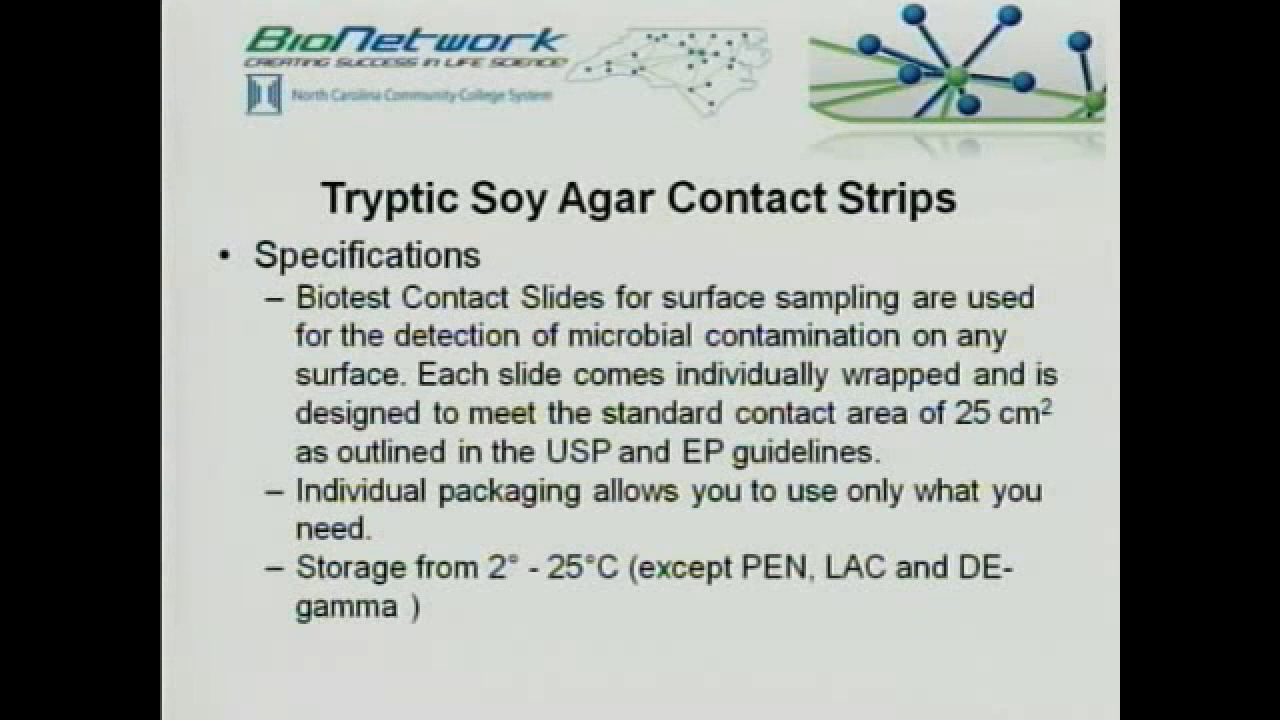 BioNetwork
CREATING SUCCESS IN LIFE SCIENCE
North Carolina Community College System
Tryptic Soy Agar Contact Strips
• Specifications
– Biotest Contact Slides for surface sampling are used
for the detection of microbial contamination on any
surface. Each slide comes individually wrapped and is
designed to meet the standard contact area of 25 cm²
as outlined in the USP and EP guidelines.
– Individual packaging allows you to use only what you
need.
– Storage from 2° - 25°C (except PEN, LAC and DE-
gamma )